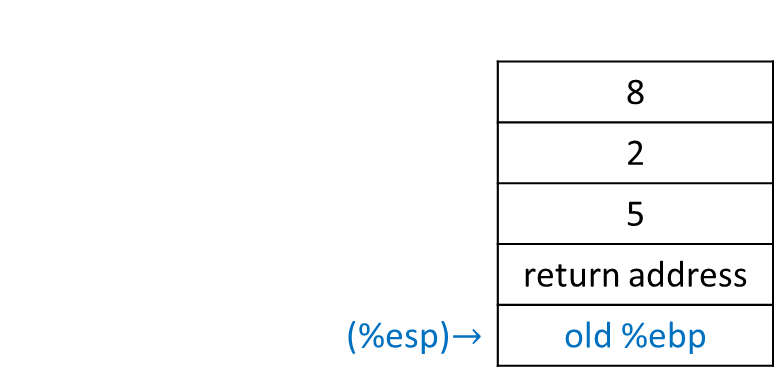 8
2
5
return address
(%esp)→ old %ebp